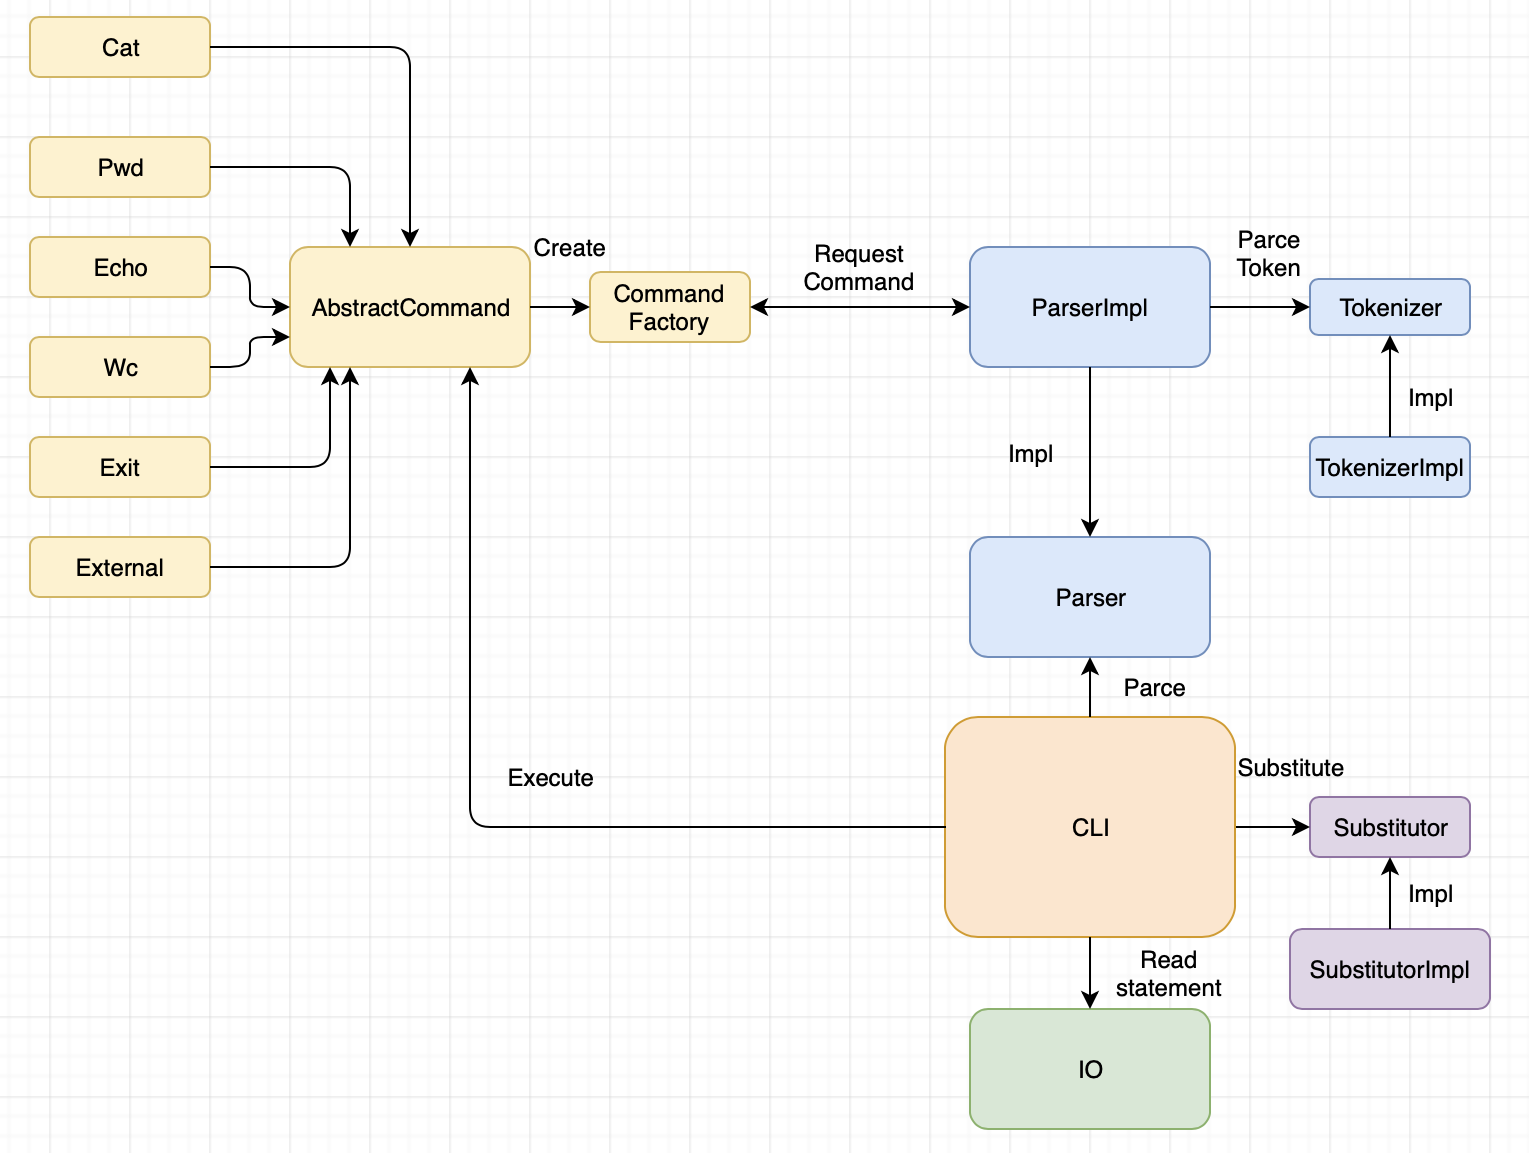 Cat
Pwd
Echo
Wc
Exit
External
AbstractCommand
Create
Command
Factory
Request
Command
ParserImpl
Parce
Token
Tokenizer
Impl
TokenizerImpl
Impl
Parser
Parce
Execute
CLI
Substitute
Substitutor
Impl
SubstitutorImpl
Read
statement
IO